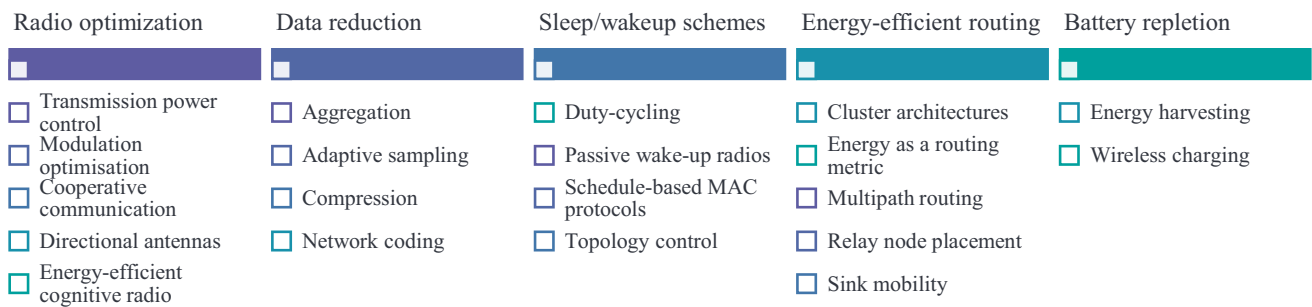 Radio optimization
Transmission power
control
Modulation
optimisation
Cooperative
communication
Directional antennas
Energy-efficient
cognitive radio
Data reduction
Aggregation
Adaptive sampling
Compression
Network coding
Sleep/wakeup schemes
Duty-cycling
Passive wake-up radios
Schedule-based MAC
protocols
Topology control
Energy-efficient routing
Cluster architectures
Energy as a routing
metric
Multipath routing
Relay node placement
Sink mobility
Battery repletion
Energy harvesting
Wireless charging